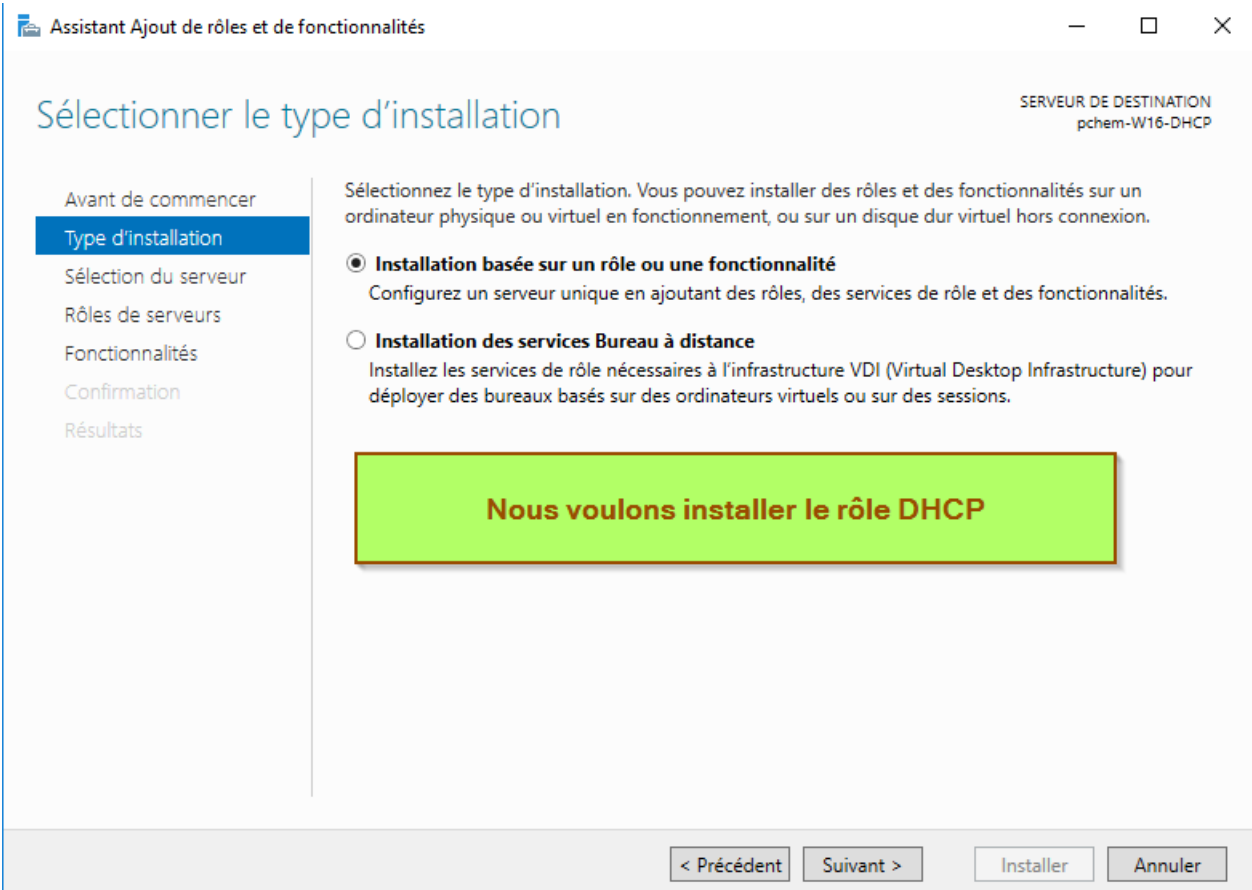 Assistant Ajout de rôles et de fonctionnalités
Sélectionner le type d’installation
SERVEUR DE DESTINATION
pchem-W16-DHCP
Avant de commencer
Type d’installation
Sélection du serveur
Rôles de serveurs
Fonctionnalités
Confirmation
Résultats
Sélectionnez le type d’installation. Vous pouvez installer des rôles et des fonctionnalités sur un
ordinateur physique ou virtuel en fonctionnement, ou sur un disque dur virtuel hors connexion.
Installation basée sur un rôle ou une fonctionnalité
Configurez un serveur unique en ajoutant des rôles, des services de rôle et des fonctionnalités.
Installation des services Bureau à distance
Installez les services de rôle nécessaires à l’infrastructure VDI (Virtual Desktop Infrastructure) pour
déployer des bureaux basés sur des ordinateurs virtuels ou sur des sessions.
Nous voulons installer le rôle DHCP
< Précédent Suivant > Installer Annuler